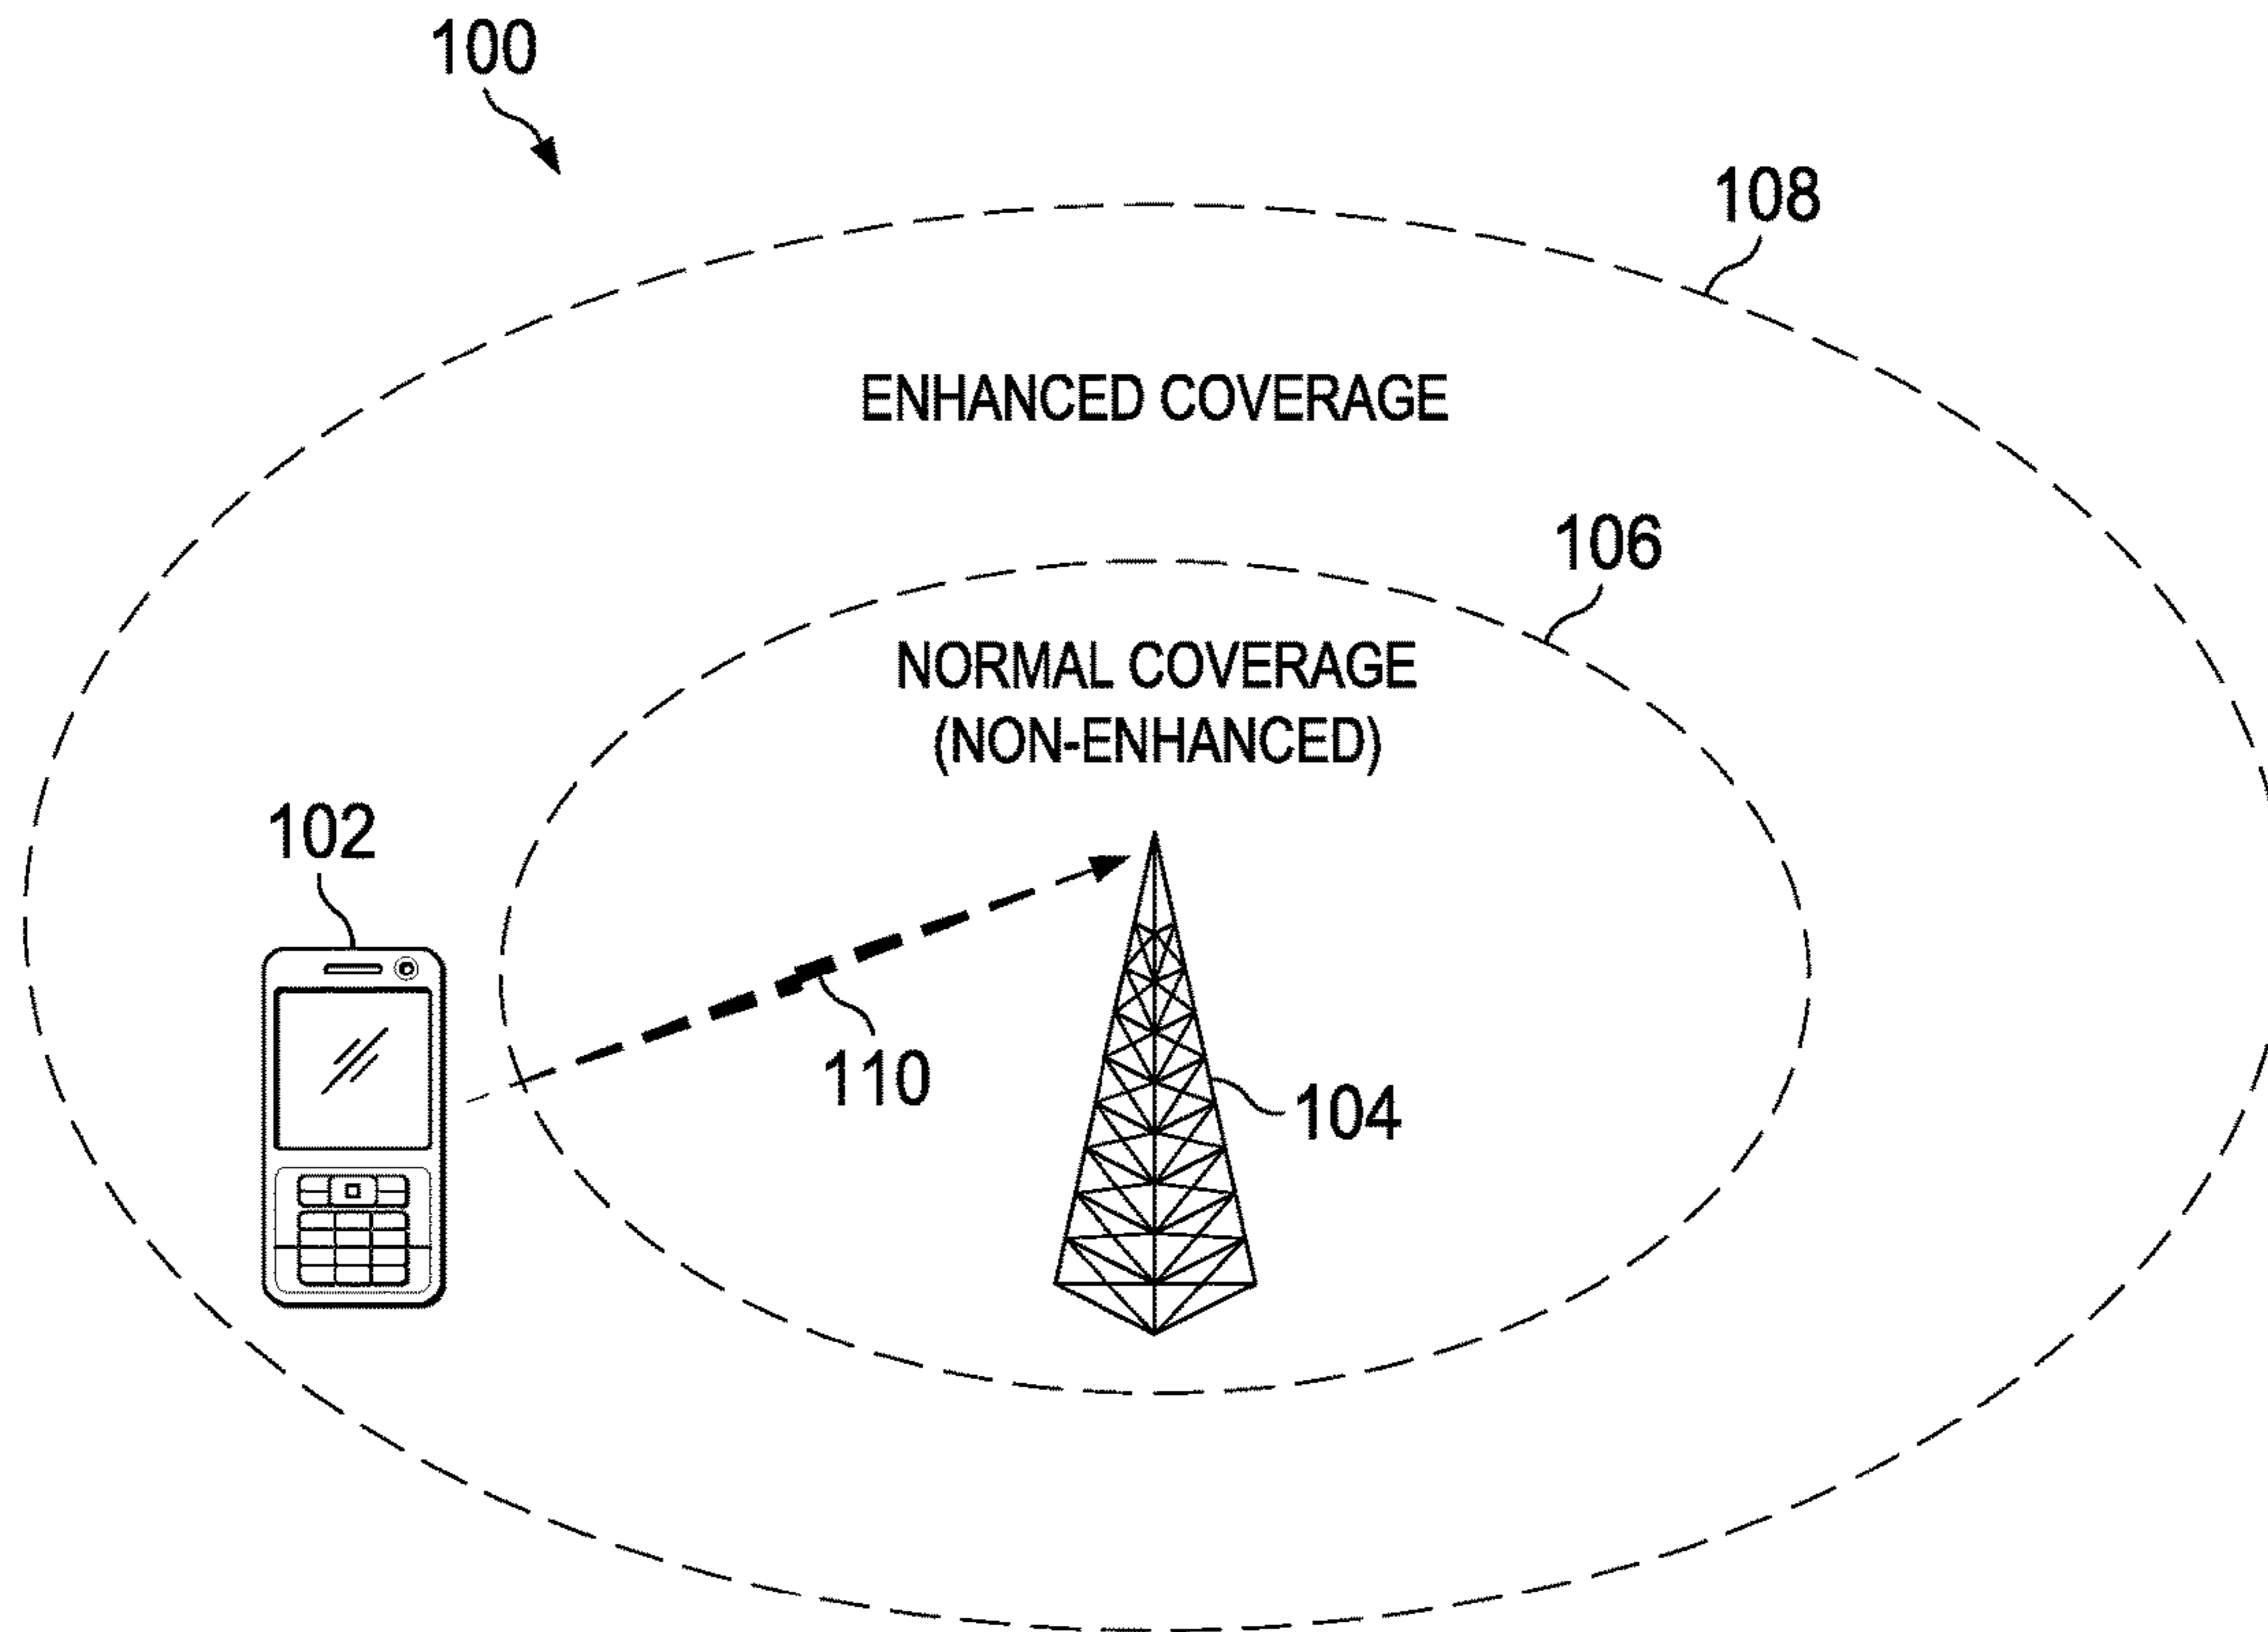 100
108
ENHANCED COVERAGE
106
NORMAL COVERAGE
(NON-ENHANCED)
102
110
104